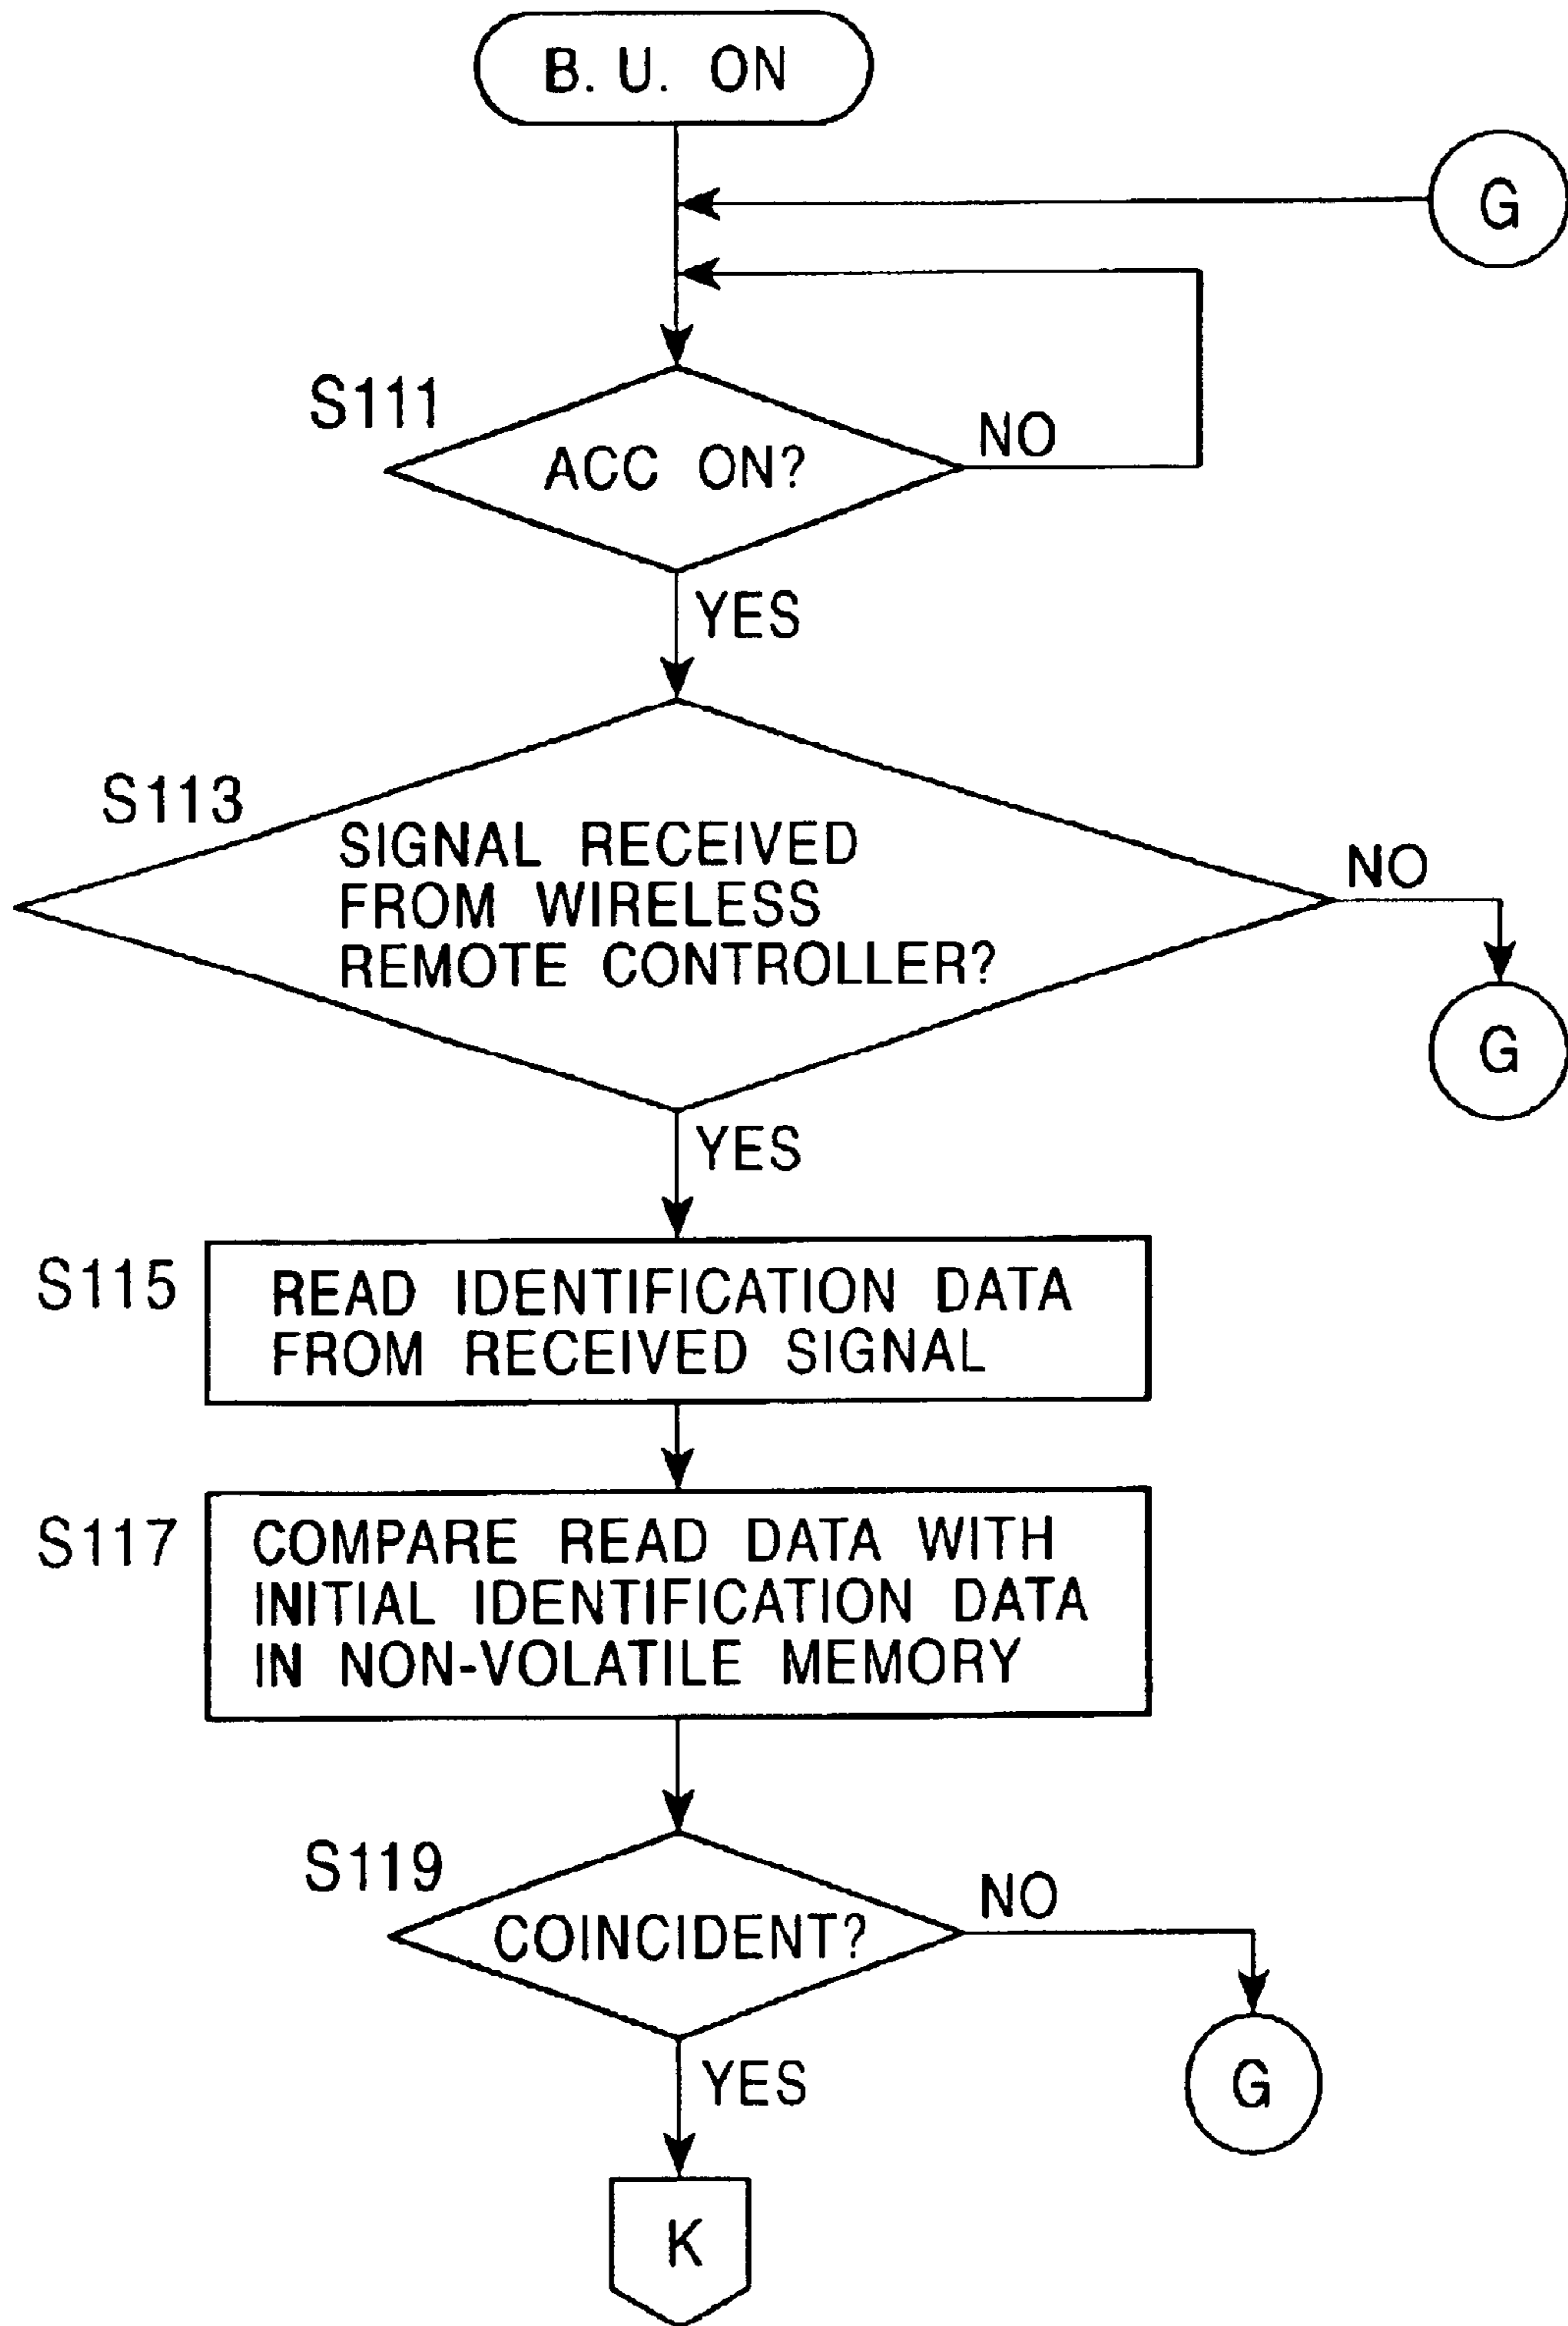 B. U. ON
G
S111
ACC ON?
NO
YES
S113
SIGNAL RECEIVED
FROM WIRELESS
REMOTE CONTROLLER?
NO
G
YES
S115
READ IDENTIFICATION DATA
FROM RECEIVED SIGNAL
S117
COMPARE READ DATA WITH
INITIAL IDENTIFICATION DATA
IN NON-VOLATILE MEMORY
S119
COINCIDENT?
NO
G
YES
K